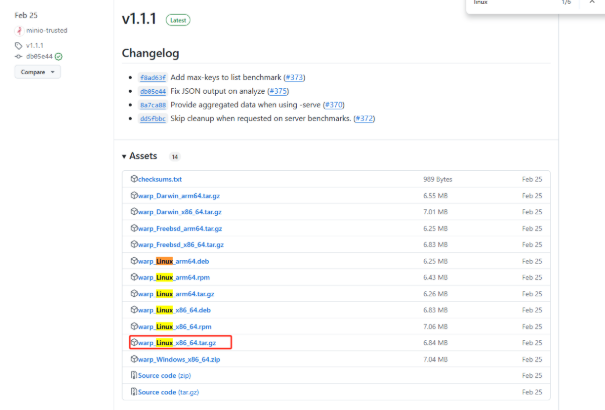 linux
1/6
Feb 25
minio-trusted
v1.1.1
db05e44
Compare
v1.1.1 Latest
Changelog
f8ad63f Add max-keys to list benchmark (#373)
db05e44 Fix JSON output on analyze (#375)
8a7ca08 Provide aggregated data when using -serve (#370)
dd5fbbc Skip cleanup when requested on server benchmarks. (#372)
Assets 14
checksums.txt 989 Bytes Feb 25
warp_Darwin_arm64.tar.gz 6.55 MB Feb 25
warp_Darwin_x86_64.tar.gz 7.01 MB Feb 25
warp_Freebsd_arm64.tar.gz 6.25 MB Feb 25
warp_Freebsd_x86_64.tar.gz 6.83 MB Feb 25
warp_Linux_arm64.deb 6.25 MB Feb 25
warp_Linux_arm64.rpm 6.43 MB Feb 25
warp_Linux_arm64.tar.gz 6.26 MB Feb 25
warp_Linux_x86_64.deb 6.83 MB Feb 25
warp_Linux_x86_64.rpm 7.06 MB Feb 25
warp_Linux_x86_64.tar.gz 6.84 MB Feb 25
warp_Windows_x86_64.zip 7.04 MB Feb 25
Source code (zip) Feb 25
Source code (tar.gz) Feb 25